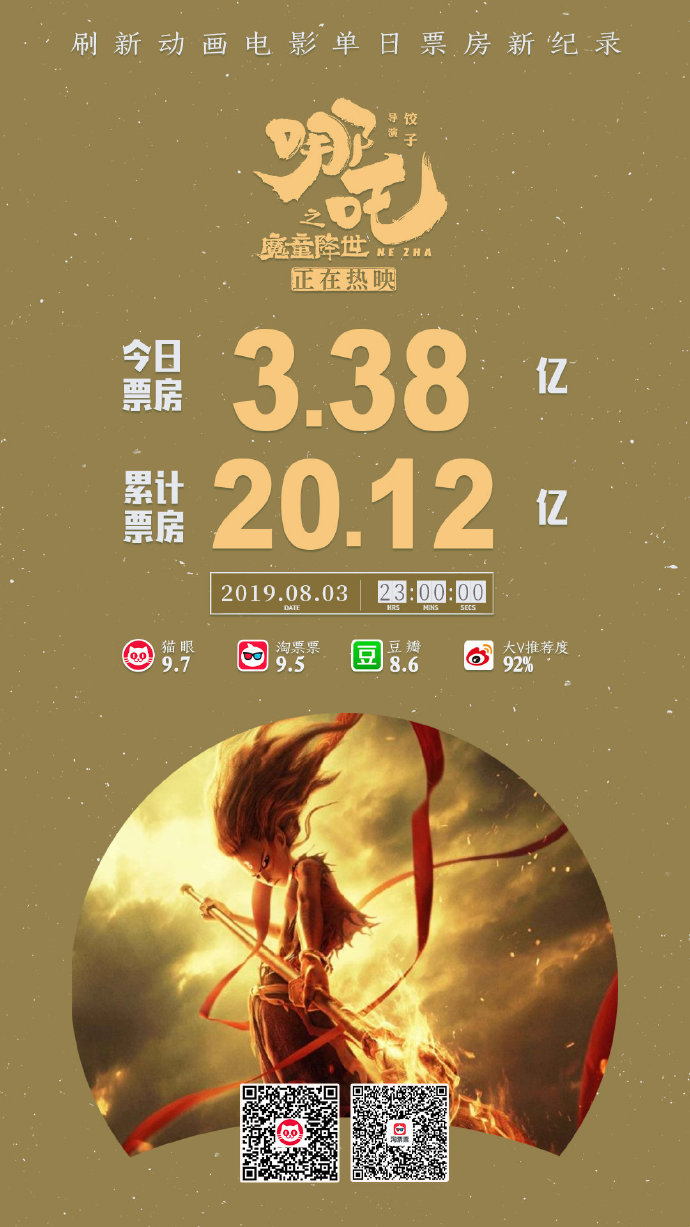 刷新动画电影单日票房新纪录
哪吒
之
魔童降世
NE ZHA
导演
饺子
正在热映
今日票房
3.38
亿
累计票房
20.12
亿
2019.08.03
DATE
23:00:00
HRS
MINS
SECS
猫眼
9.7
淘票票
9.5
豆
豆瓣
8.6
大V推荐度
92%
淘票票